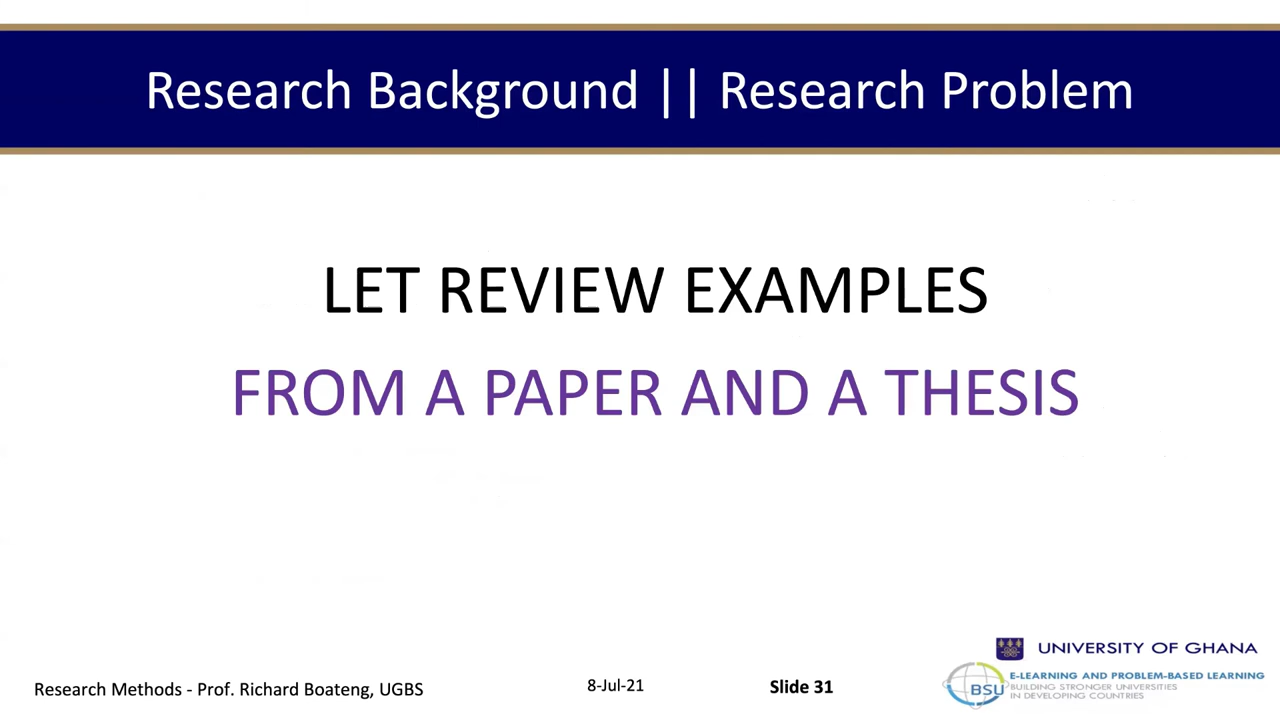 Research Background || Research Problem
LET REVIEW EXAMPLES
FROM A PAPER AND A THESIS
UNIVERSITY OF GHANA
BSU
E-LEARNING AND PROBLEM-BASED LEARNING
BUILDING STRONGER UNIVERSITIES
IN DEVELOPING COUNTRIES
Research Methods - Prof. Richard Boateng, UGBS
8-Jul-21
Slide 31